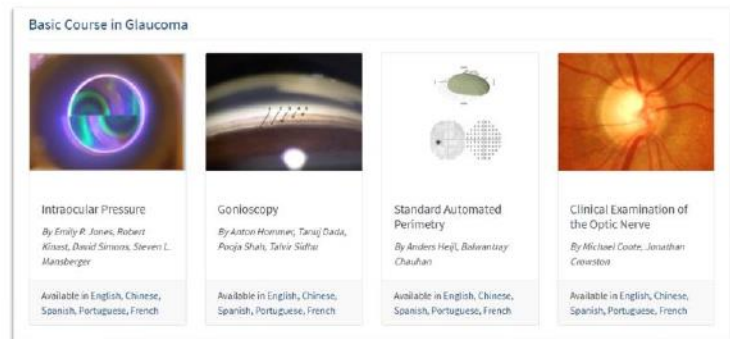 Basic Course in Glaucoma
Intraocular Pressure
By Emily P. Jones, Robert
Kinast, David Simons, Steven L.
Mansberger
Available in English, Chinese,
Spanish, Portuguese, French
Gonioscopy
By Anton Hommer, Tanuj Dada,
Pooja Shah, Talvir Sidhu
Available in English, Chinese,
Spanish, Portuguese, French
Standard Automated
Perimetry
By Anders Heijl, Balwantray
Chauhan
Available in English, Chinese,
Spanish, Portuguese, French
Clinical Examination of
the Optic Nerve
By Michael Coote, Jonathan
Crowston
Available in English, Chinese,
Spanish, Portuguese, French